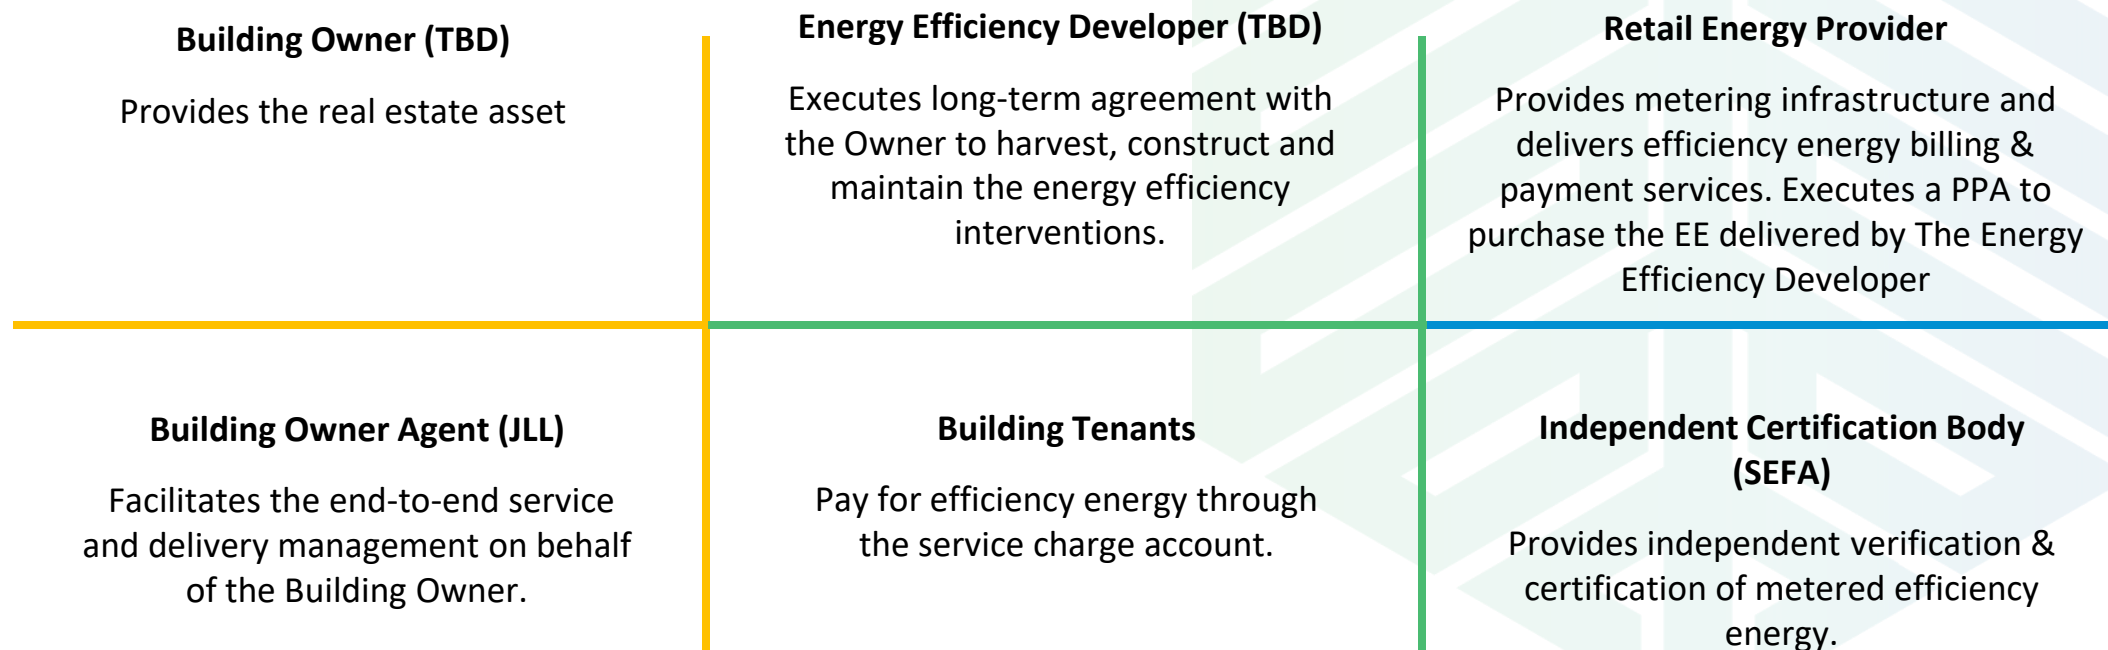 Building Owner (TBD)
Provides the real estate asset
Energy Efficiency Developer (TBD)
Executes long-term agreement with
the Owner to harvest, construct and
maintain the energy efficiency
interventions.
Retail Energy Provider
Provides metering infrastructure and
delivers efficiency energy billing &
payment services. Executes a PPA to
purchase the EE delivered by The Energy
Efficiency Developer
Building Owner Agent (JLL)
Facilitates the end-to-end service
and delivery management on behalf
of the Building Owner.
Building Tenants
Pay for efficiency energy through
the service charge account.
Independent Certification Body
(SEFA)
Provides independent verification &
certification of metered efficiency
energy.